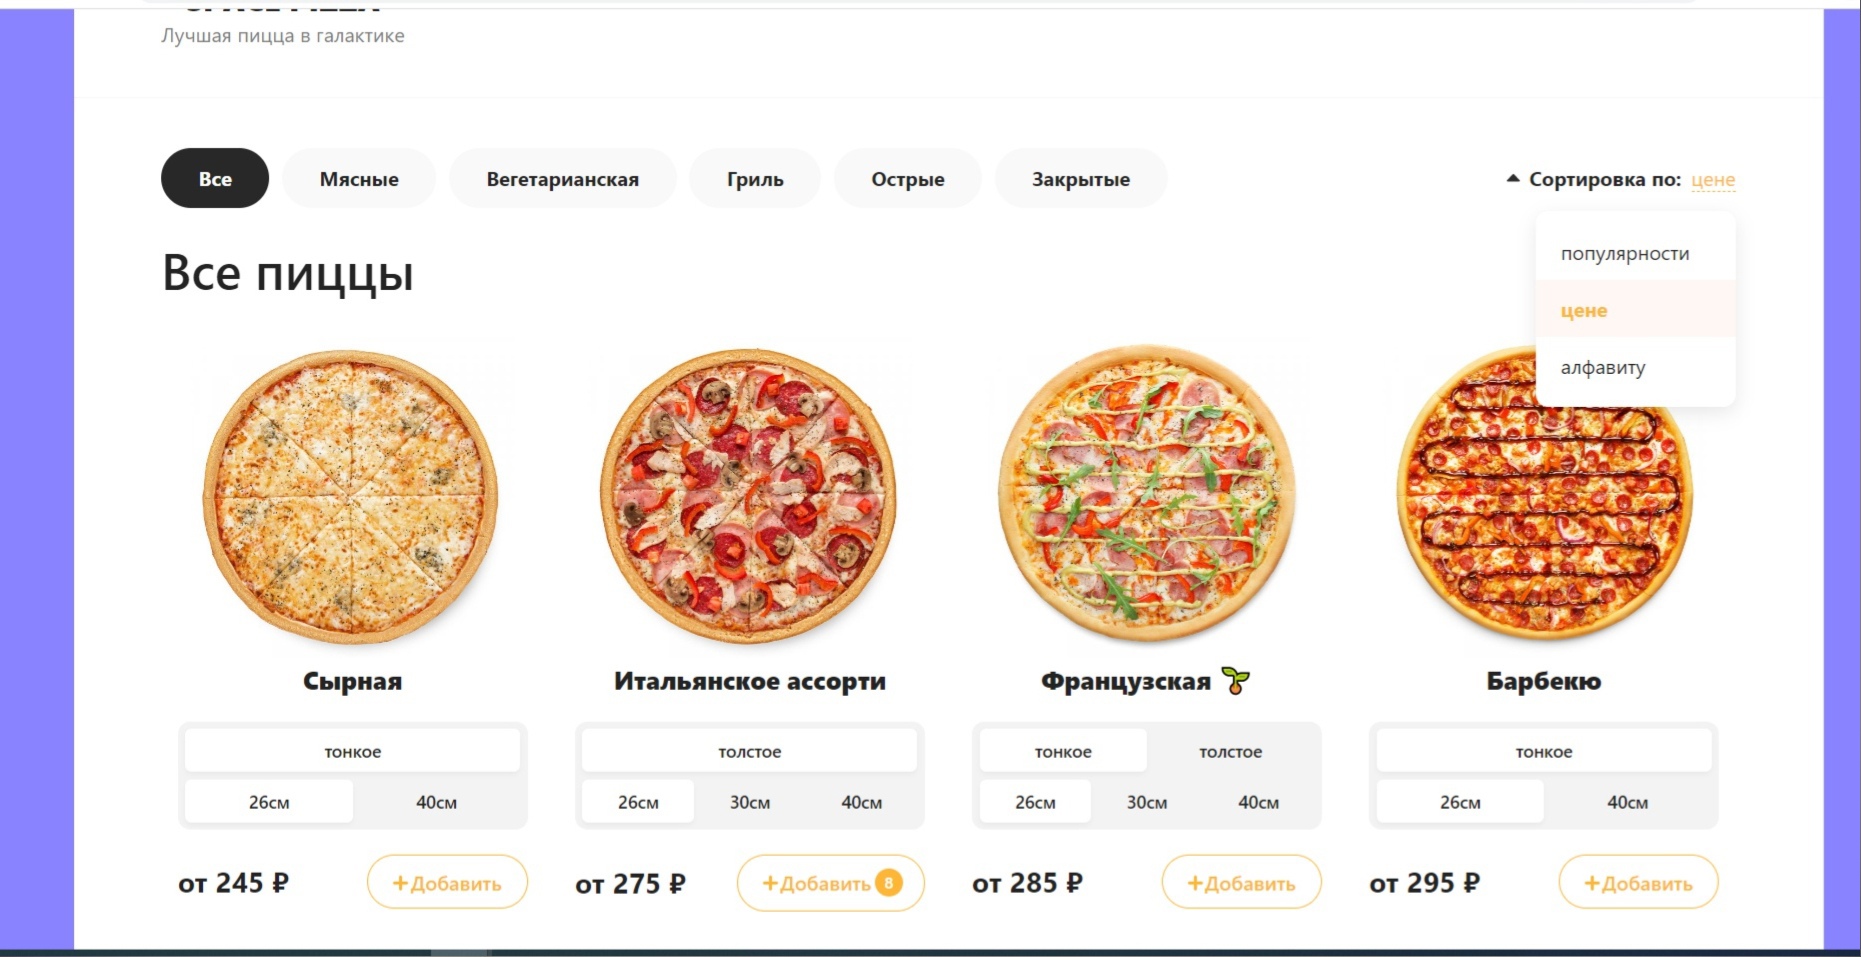 Лучшая пицца в галактике
Все Мясные Вегетарианская Гриль Острые Закрытые Сортировка по: цене
популярности
цене
алфавиту
Все пиццы
Сырная Итальянское ассорти Французская Барбекю
тонкое толстое тонкое толстое тонкое
26см 40см 26см 30см 40см 26см 30см 40см 26см 40см
от 245 ₽ +Добавить от 275 ₽ +Добавить 8 от 285 ₽ +Добавить от 295 ₽ +Добавить